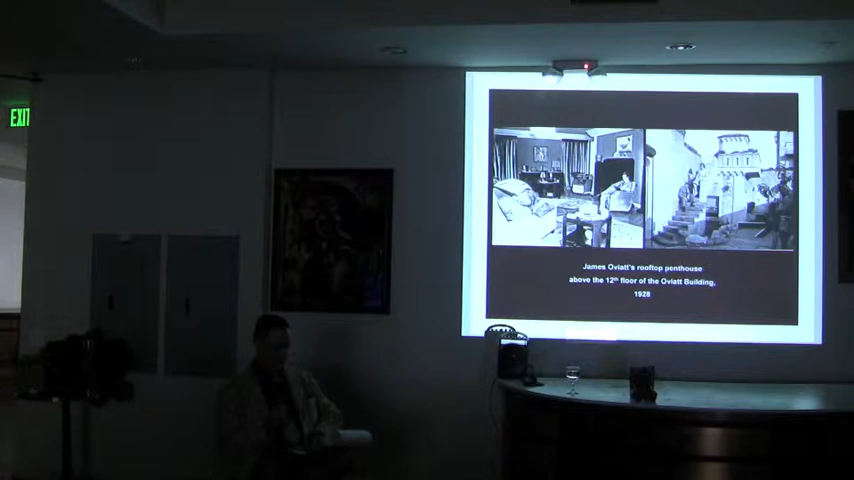 EXIT
James Oviatt's rooftop penthouse
above the 12th floor of the Oviatt Building,
1928